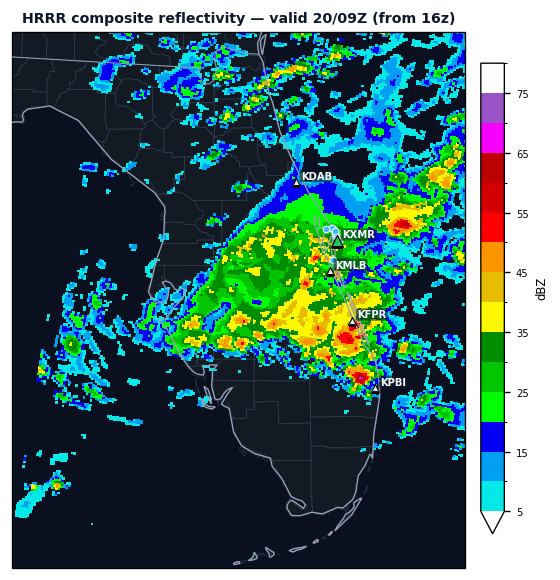 HRRR composite reflectivity — valid 20/09Z (from 16z)
KDAB
KXMR
KMLB
KFPR
KPBI
75
65
55
45
35
25
15
5
dBZ